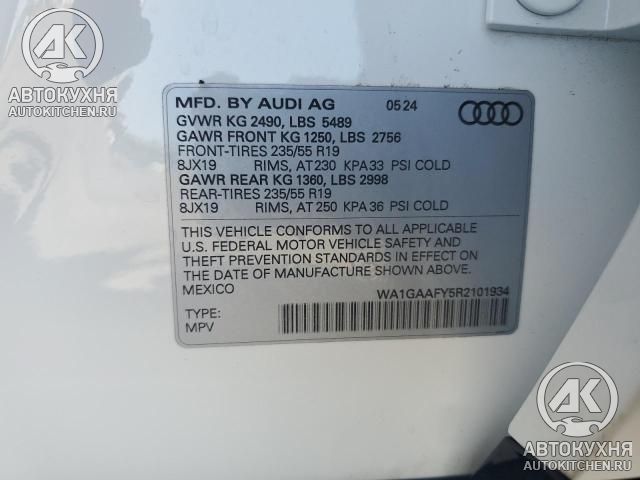 AK
АВТОКУХНЯ
AUTOKITCHEN.RU
MFD. BY AUDI AG 05 24
GVWR KG 2490, LBS 5489
GAWR FRONT KG 1250, LBS 2756
FRONT-TIRES 235/55 R19
8JX19 RIMS, AT 230 KPA 33 PSI COLD
GAWR REAR KG 1360, LBS 2998
REAR-TIRES 235/55 R19
8JX19 RIMS, AT 250 KPA 36 PSI COLD
THIS VEHICLE CONFORMS TO ALL APPLICABLE
U.S. FEDERAL MOTOR VEHICLE SAFETY AND
THEFT PREVENTION STANDARDS IN EFFECT ON
THE DATE OF MANUFACTURE SHOWN ABOVE.
MEXICO WA1GAAFY5R2101934
TYPE:
MPV
AK
АВТОКУХНЯ
AUTOKITCHEN.RU